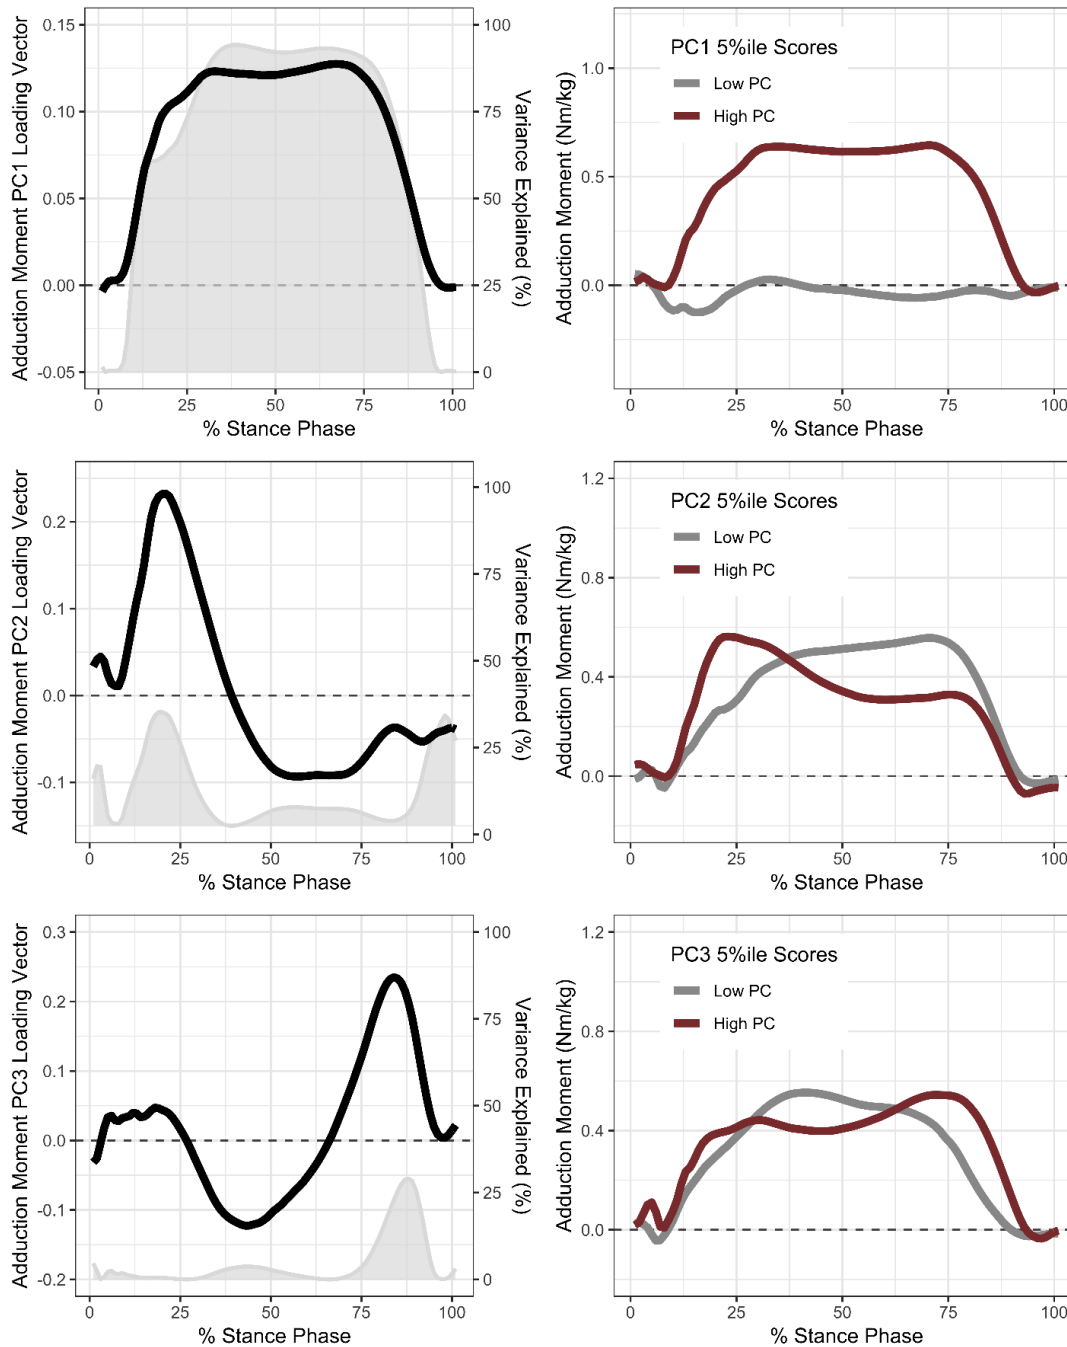 Adduction Moment PC1 Loading Vector
0.15
0.10
0.05
0.00
-0.05
100
75
50
25
0
Variance Explained (%)
0
25
50
75
100
% Stance Phase
Adduction Moment (Nm/kg)
1.0
0.5
0.0
PC1 5%ile Scores
Low PC
High PC
0
25
50
75
100
% Stance Phase
Adduction Moment PC2 Loading Vector
0.2
0.1
0.0
-0.1
100
75
50
25
0
Variance Explained (%)
0
25
50
75
100
% Stance Phase
Adduction Moment (Nm/kg)
1.2
0.8
0.4
0.0
PC2 5%ile Scores
Low PC
High PC
0
25
50
75
100
% Stance Phase
Adduction Moment PC3 Loading Vector
0.3
0.2
0.1
0.0
-0.1
-0.2
100
75
50
25
0
Variance Explained (%)
0
25
50
75
100
% Stance Phase
Adduction Moment (Nm/kg)
1.2
0.8
0.4
0.0
PC3 5%ile Scores
Low PC
High PC
0
25
50
75
100
% Stance Phase